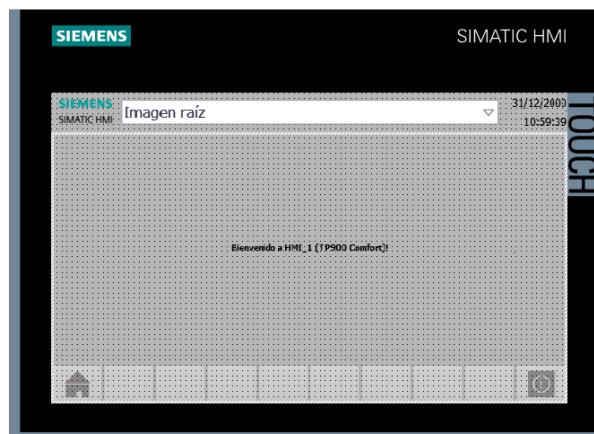 SIEMENS
SIMATIC HMI
TOUCH
SIEMENS
SIMATIC HMI
Imagen raíz
31/12/2000
10:59:39
Bienvenido a HMI_1 (TP900 Comfort)!